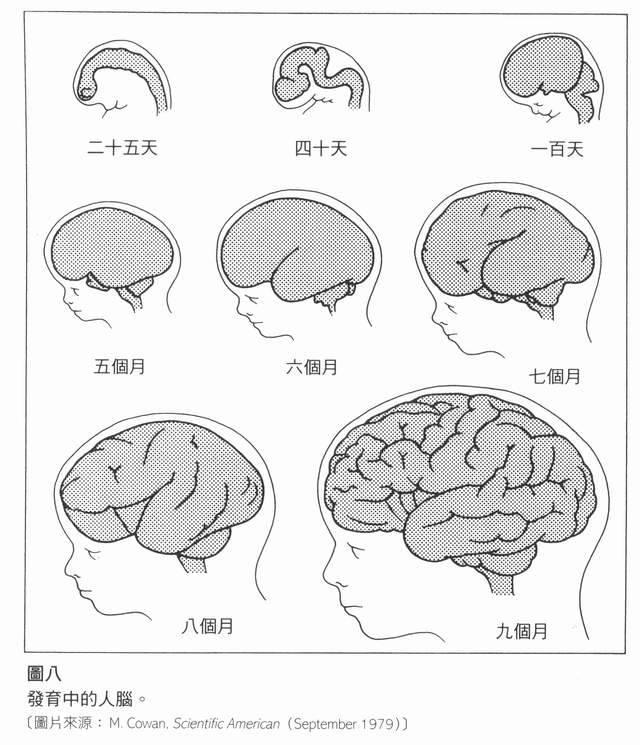 二十五天
四十天
一百天
五個月
六個月
七個月
八個月
九個月
圖八
發育中的人腦。
〔圖片來源：M. Cowan, Scientific American（September 1979）〕